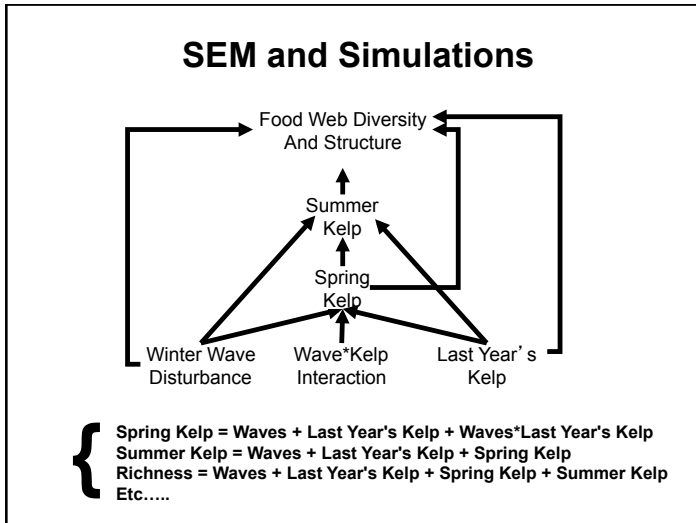 SEM and Simulations
Food Web Diversity
And Structure
Summer
Kelp
Spring
Kelp
Winter Wave
Disturbance
Wave*Kelp
Interaction
Last Year’s
Kelp
{
Spring Kelp = Waves + Last Year's Kelp + Waves*Last Year's Kelp
Summer Kelp = Waves + Last Year's Kelp + Spring Kelp
Richness = Waves + Last Year's Kelp + Spring Kelp + Summer Kelp
Etc…..